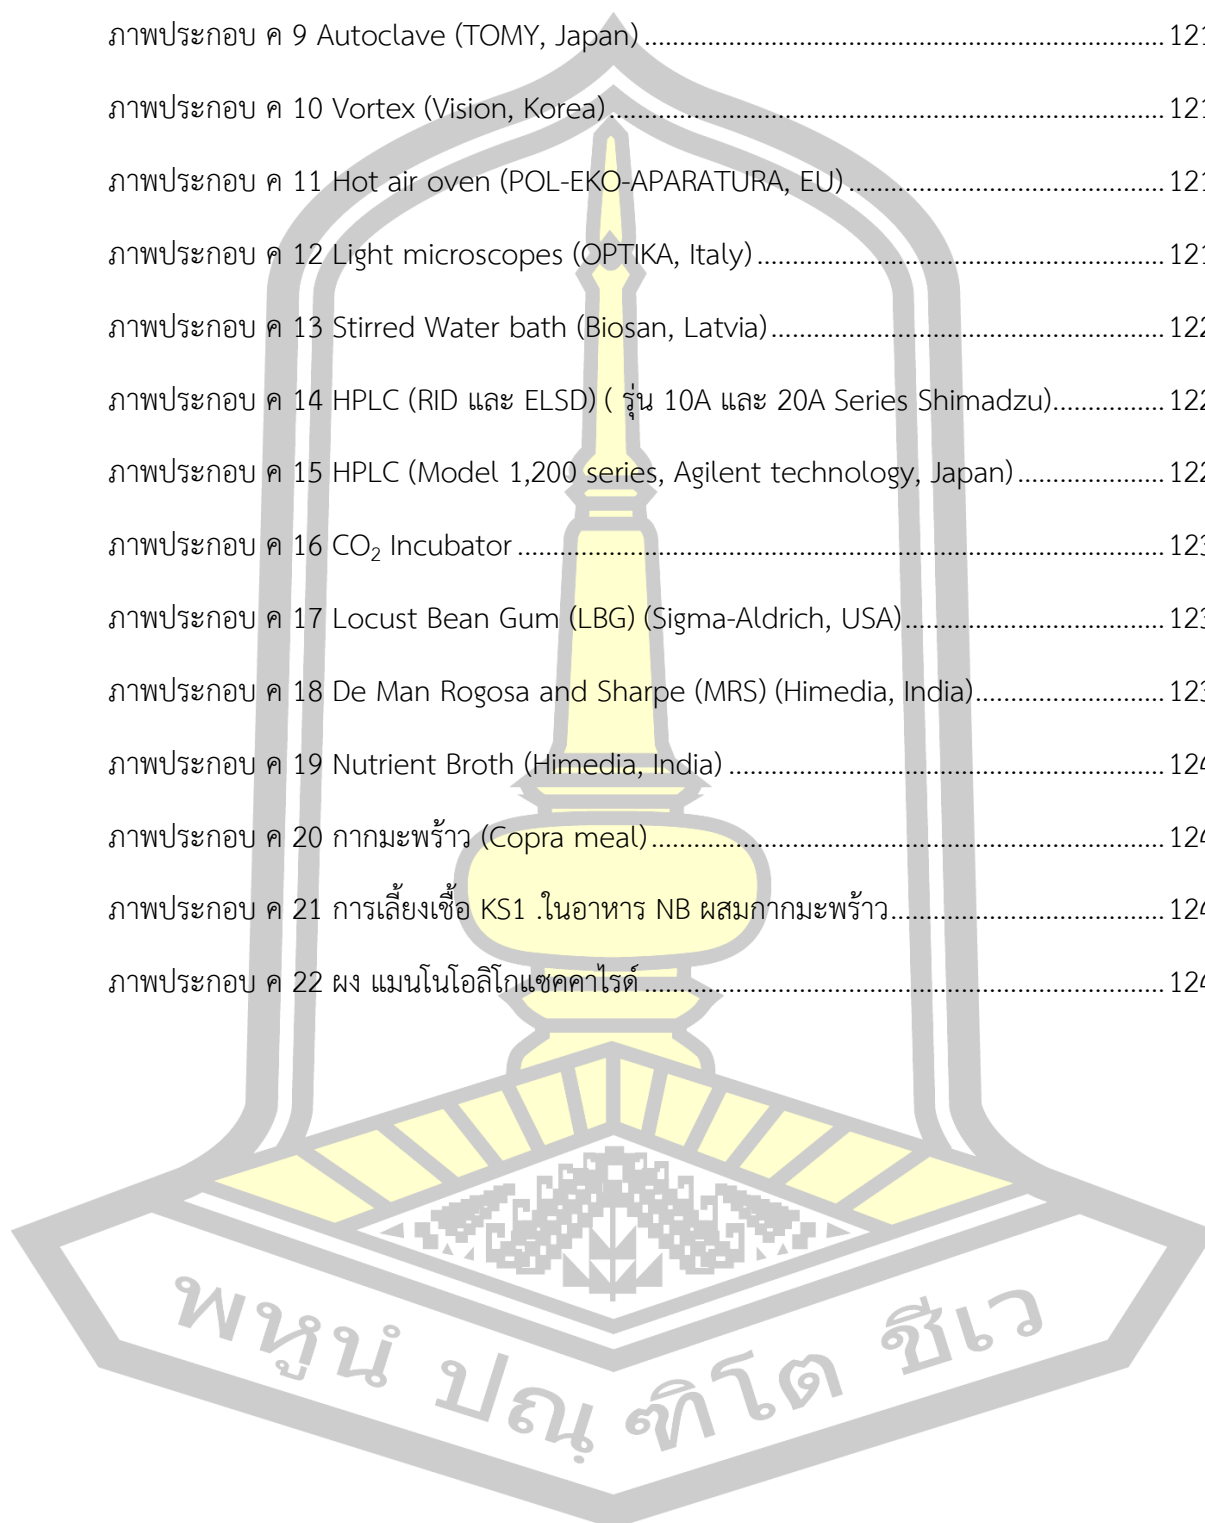 ภาพประกอบ ค 9 Autoclave (TOMY, Japan) ........ 121
ภาพประกอบ ค 10 Vortex (Vision, Korea) ........ 121
ภาพประกอบ ค 11 Hot air oven (POL-EKO-APARATURA, EU) ........ 121
ภาพประกอบ ค 12 Light microscopes (OPTIKA, Italy) ........ 121
ภาพประกอบ ค 13 Stirred Water bath (Biosan, Latvia) ........ 122
ภาพประกอบ ค 14 HPLC (RID และ ELSD) ( รุ่น 10A และ 20A Series Shimadzu) ........ 122
ภาพประกอบ ค 15 HPLC (Model 1,200 series, Agilent technology, Japan) ........ 122
ภาพประกอบ ค 16 CO₂ Incubator ........ 123
ภาพประกอบ ค 17 Locust Bean Gum (LBG) (Sigma-Aldrich, USA) ........ 123
ภาพประกอบ ค 18 De Man Rogosa and Sharpe (MRS) (Himedia, India) ........ 123
ภาพประกอบ ค 19 Nutrient Broth (Himedia, India) ........ 124
ภาพประกอบ ค 20 กากมะพร้าว (Copra meal) ........ 124
ภาพประกอบ ค 21 การเลี้ยงเชื้อ KS1 .ในอาหาร NB ผสมกากมะพร้าว ........ 124
ภาพประกอบ ค 22 ผง แมนโนโอลิโกแซคคาไรด์ ........ 124
พหูนํ ปณฺฑิโต ชีเว